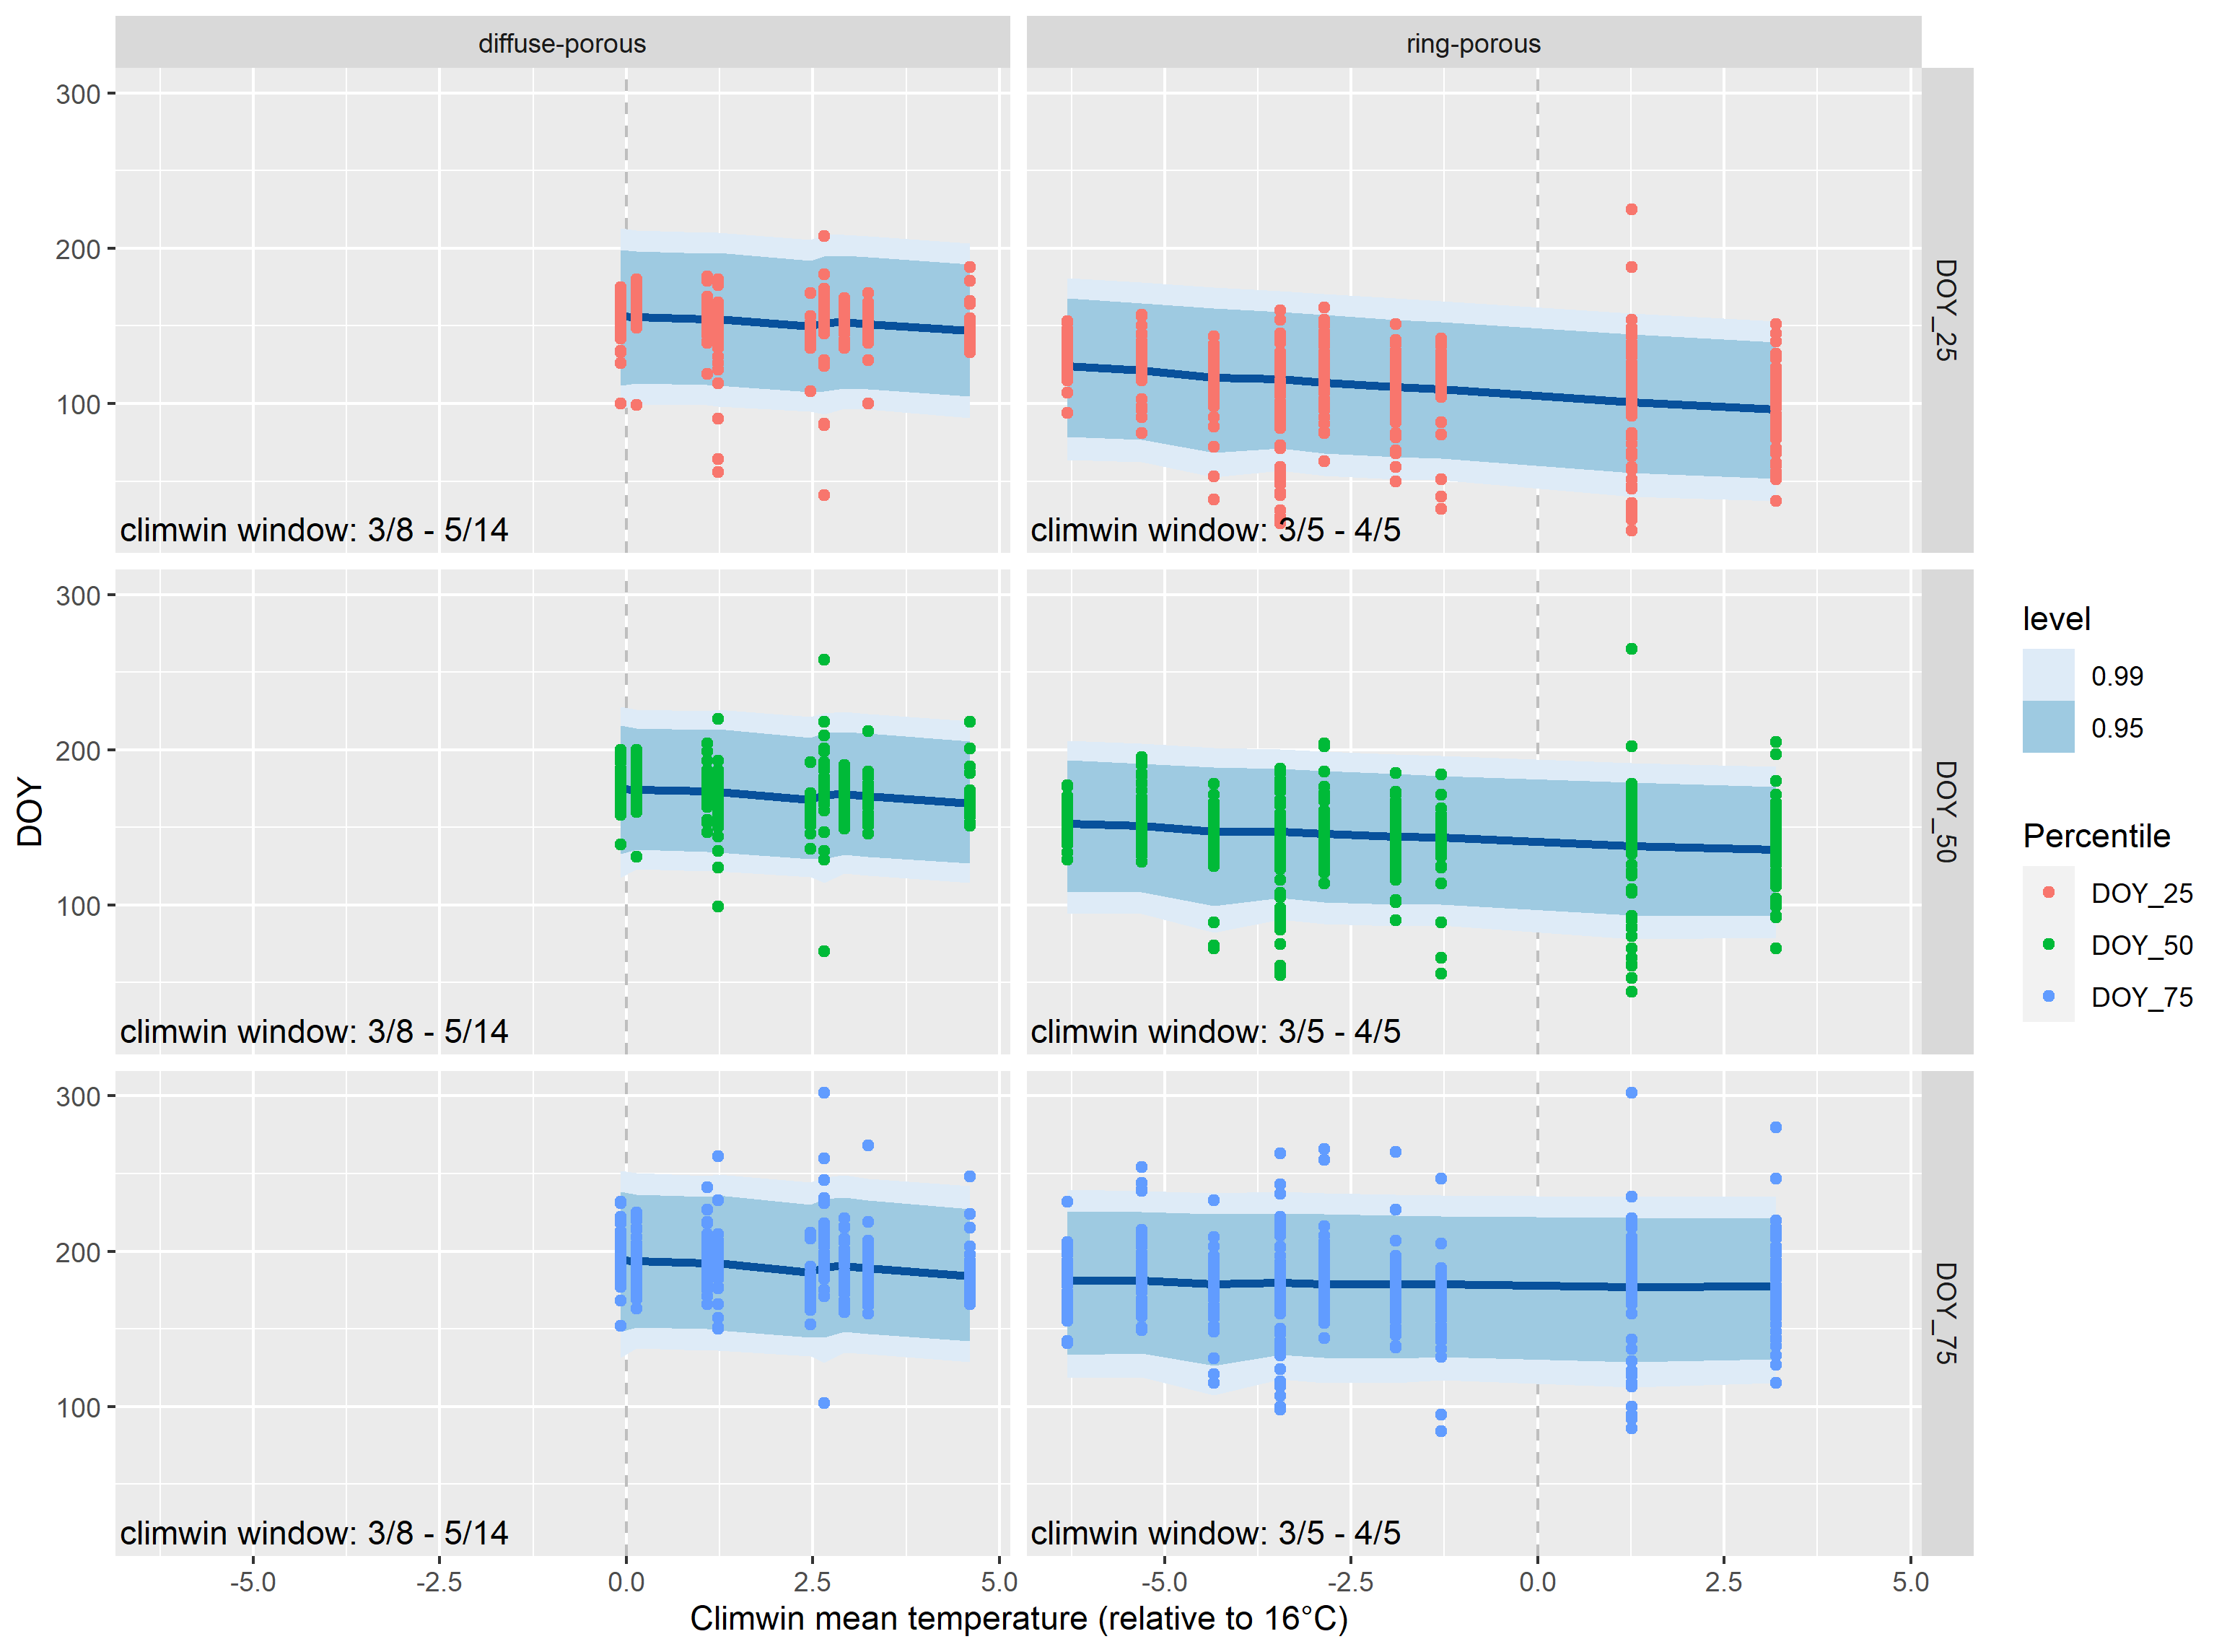 diffuse-porous
ring-porous
300
200
100
climwin window: 3/8 - 5/14
climwin window: 3/5 - 4/5
DOY_25
300
200
100
climwin window: 3/8 - 5/14
climwin window: 3/5 - 4/5
DOY_50
300
200
100
climwin window: 3/8 - 5/14
climwin window: 3/5 - 4/5
DOY_75
DOY
-5.0
-2.5
0.0
2.5
5.0
-5.0
-2.5
0.0
2.5
5.0
Climwin mean temperature (relative to 16°C)
level
0.99
0.95
Percentile
DOY_25
DOY_50
DOY_75